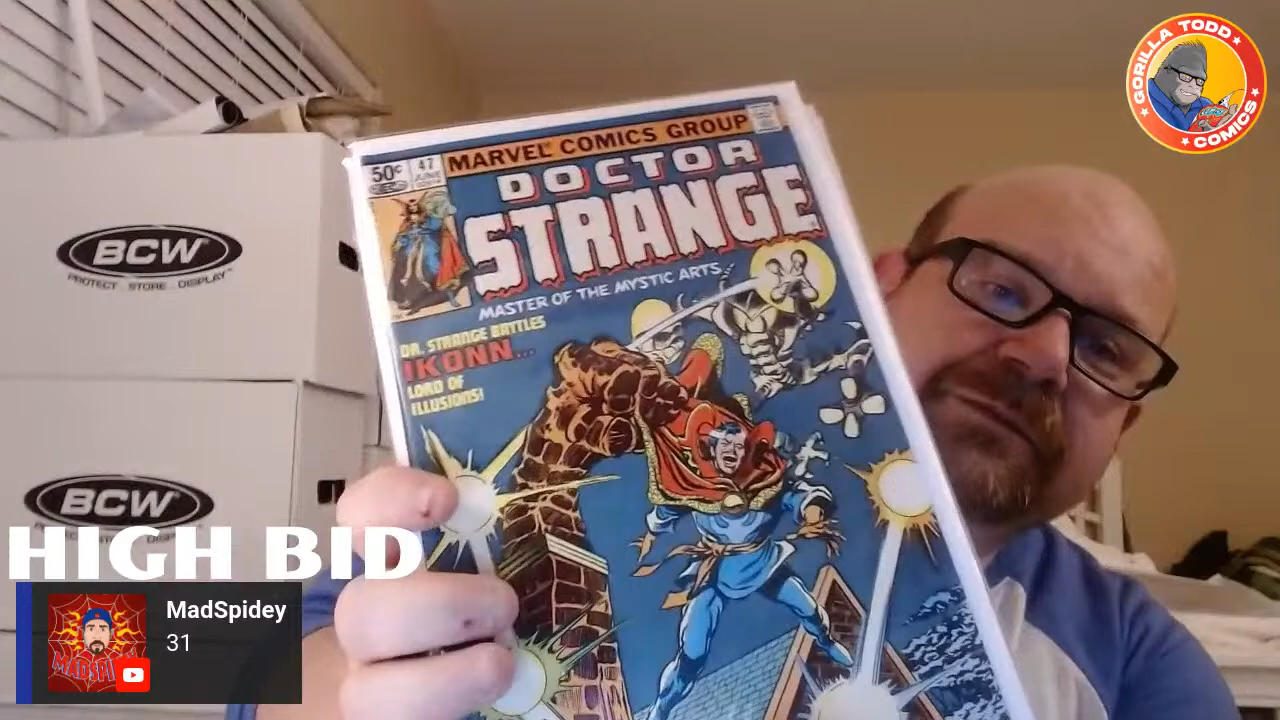 GORILLA TODD
COMICS
BCW
PROTECT STORE DISPLAY
BCW
MARVEL COMICS GROUP
50¢
47
JUNE
DOCTOR
STRANGE
MASTER OF THE MYSTIC ARTS
DR. STRANGE BATTLES
IKONN...
LORD OF
ILLUSIONS!
HIGH BID
MadSpidey
31